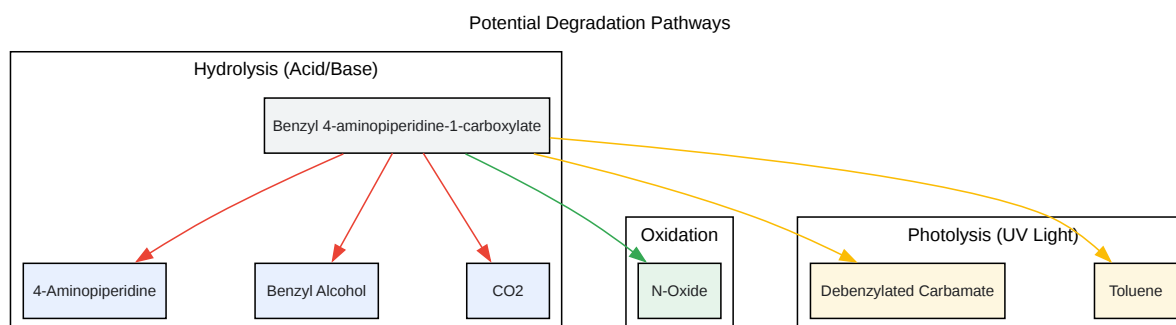 Potential Degradation Pathways
Hydrolysis (Acid/Base)
Benzyl 4-aminopiperidine-1-carboxylate
Oxidation
Photolysis (UV Light)
4-Aminopiperidine
Benzyl Alcohol
CO2
N-Oxide
Debenzylated Carbamate
Toluene